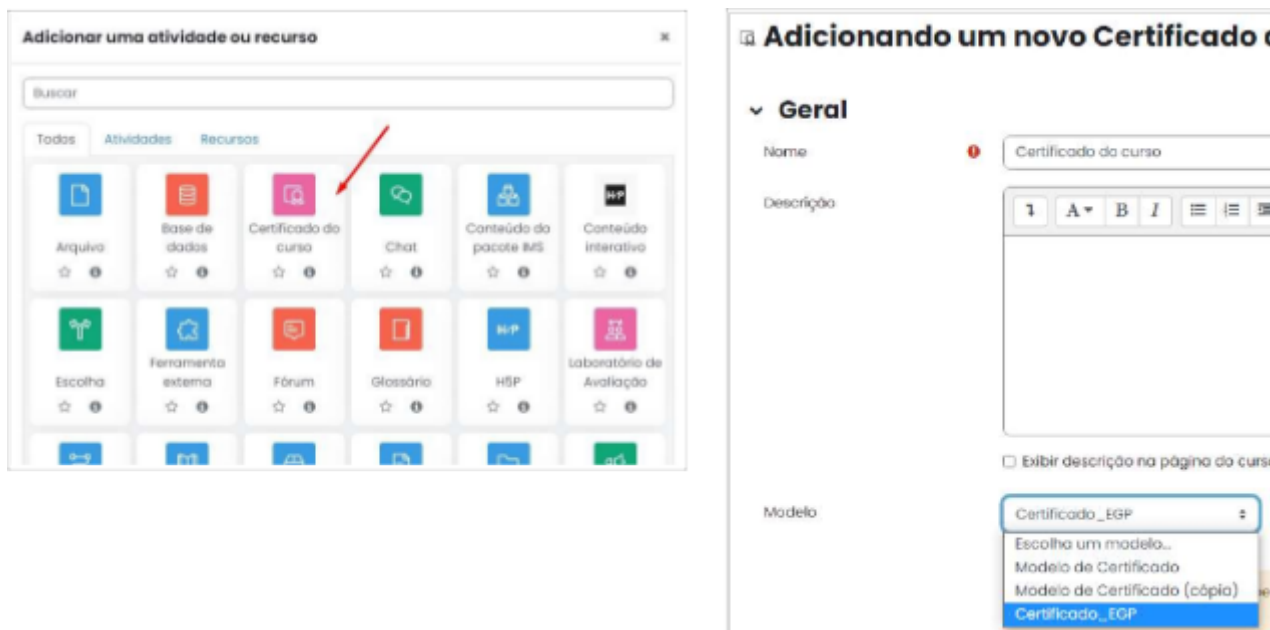 Adicionar uma atividade ou recurso
Buscar
Todos Atividades Recursos
Arquivo
Base de
dados
Certificado do
curso
Chat
Conteúdo do
pacote IMS
Conteúdo
interativo
Escolha
Ferramenta
externa
Fórum
Glossário
H5P
Laboratório de
Avaliação
Adicionando um novo Certificado
Geral
Nome
Certificado do curso
Descrição
A B I
Exibir descrição na página do curso
Modelo
Certificado_EGP
Escolha um modelo...
Modelo de Certificado
Modelo de Certificado (cópia)
Certificado_EGP